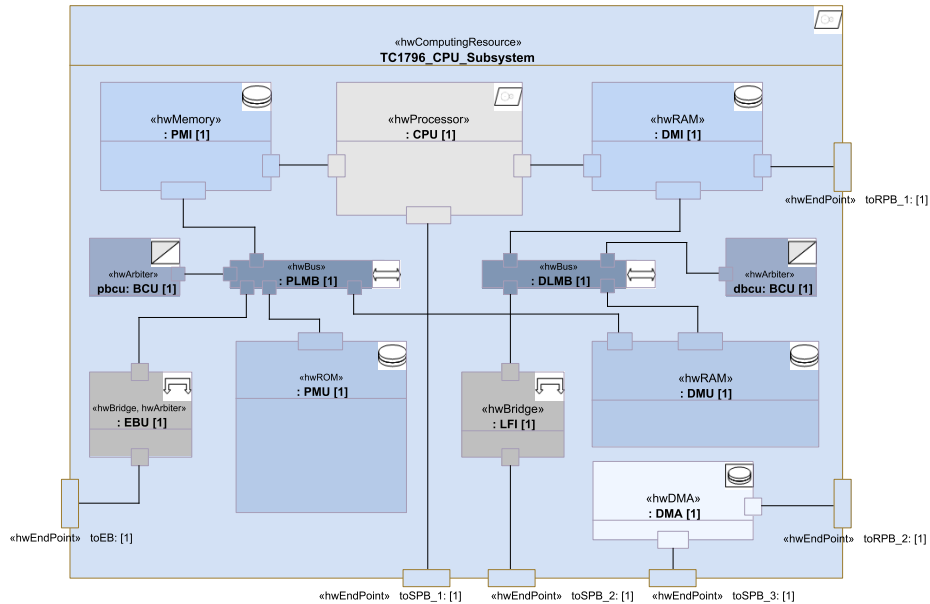 «hwComputingResource»
TC1796_CPU_Subsystem
«hwMemory»
: PMI [1]
«hwProcessor»
: CPU [1]
«hwRAM»
: DMI [1]
«hwEndPoint» toRPB_1: [1]
«hwArbiter»
pbcu: BCU [1]
«hwBus»
: PLMB [1]
«hwBus»
: DLMB [1]
«hwArbiter»
dbcu: BCU [1]
«hwBridge, hwArbiter»
: EBU [1]
«hwROM»
: PMU [1]
«hwBridge»
: LFI [1]
«hwRAM»
: DMU [1]
«hwDMA»
: DMA [1]
«hwEndPoint» toEB: [1]
«hwEndPoint» toRPB_2: [1]
«hwEndPoint» toSPB_1: [1]
«hwEndPoint» toSPB_2: [1]
«hwEndPoint» toSPB_3: [1]